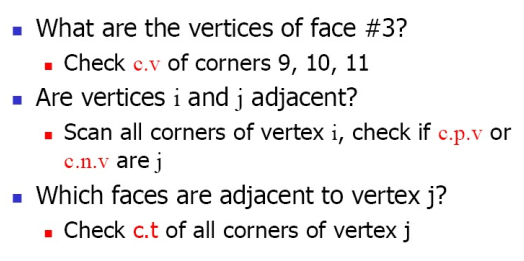 What are the vertices of face #3?
Check c.v of corners 9, 10, 11
Are vertices i and j adjacent?
Scan all corners of vertex i, check if c.p.v or
c.n.v are j
Which faces are adjacent to vertex j?
Check c.t of all corners of vertex j